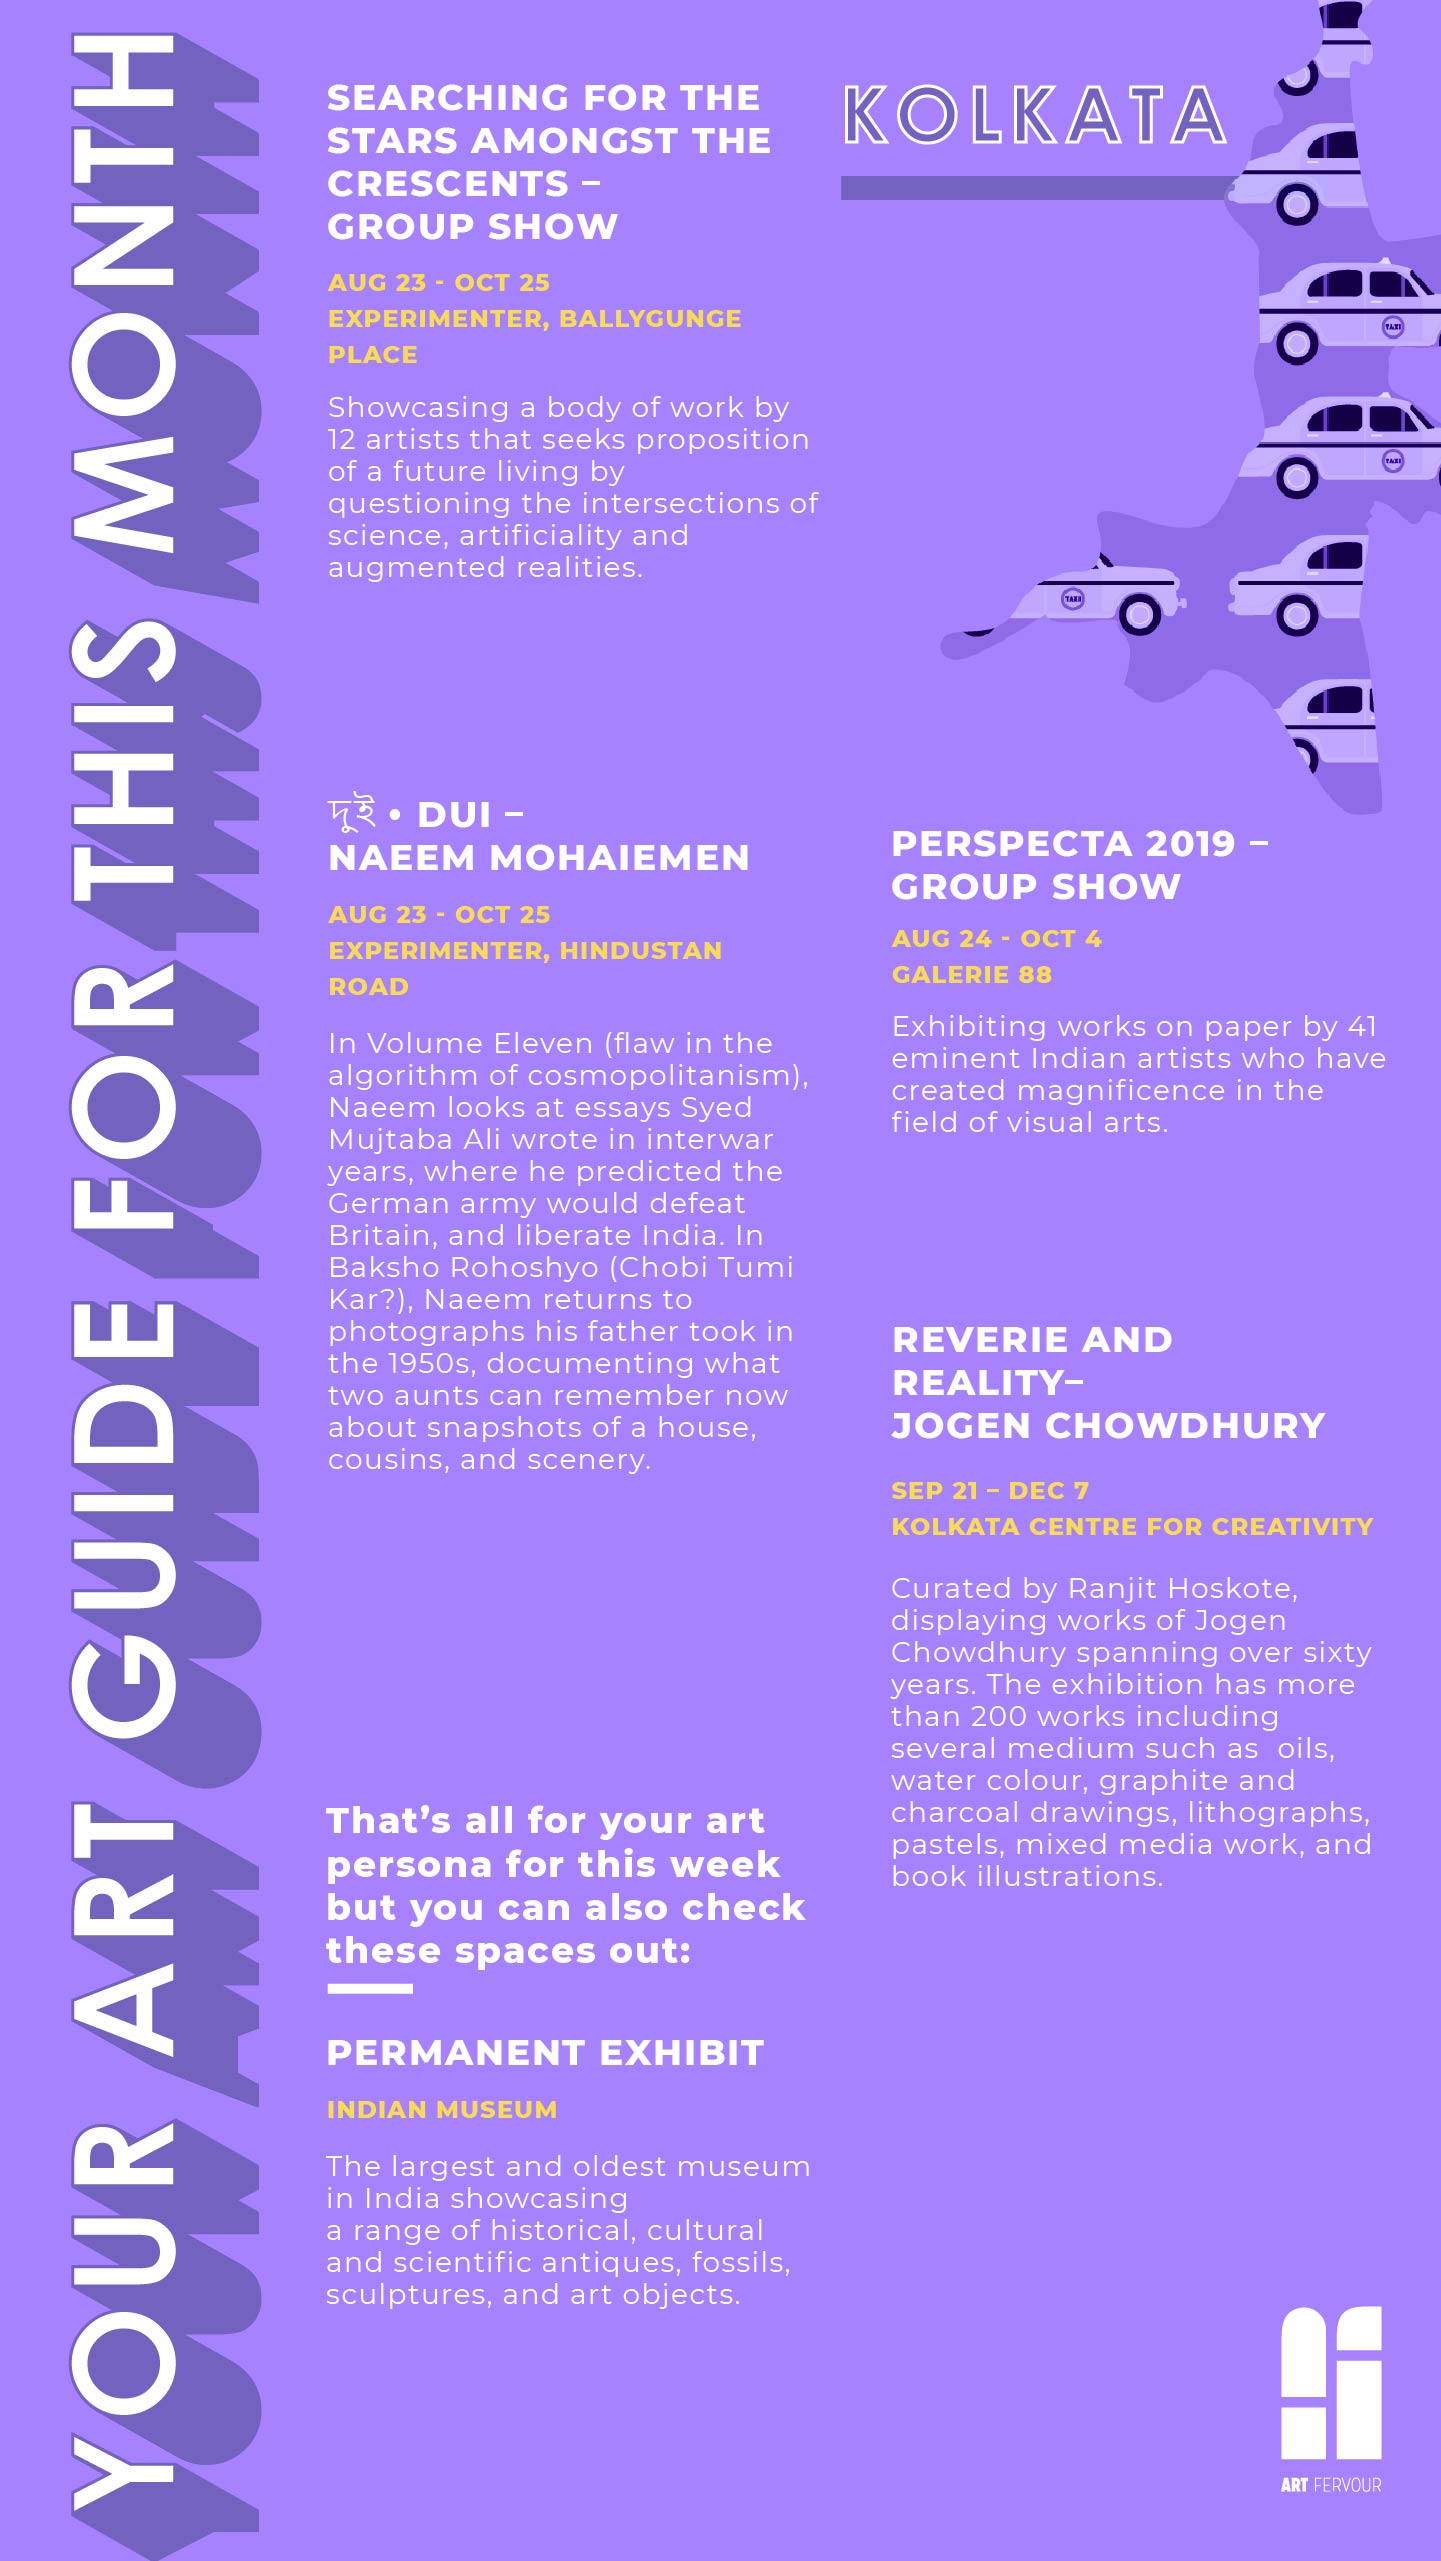 YOUR ART GUIDE FOR THIS MONTH
KOLKATA
SEARCHING FOR THE
STARS AMONGST THE
CRESCENTS –
GROUP SHOW
AUG 23 - OCT 25
EXPERIMENTER, BALLYGUNGE
PLACE
Showcasing a body of work by
12 artists that seeks proposition
of a future living by
questioning the intersections of
science, artificiality and
augmented realities.
TAXI
TAXI
TAXI
দুই • DUI –
NAEEM MOHAIEMEN
AUG 23 - OCT 25
EXPERIMENTER, HINDUSTAN
ROAD
In Volume Eleven (flaw in the
algorithm of cosmopolitanism),
Naeem looks at essays Syed
Mujtaba Ali wrote in interwar
years, where he predicted the
German army would defeat
Britain, and liberate India. In
Baksho Rohoshyo (Chobi Tumi
Kar?), Naeem returns to
photographs his father took in
the 1950s, documenting what
two aunts can remember now
about snapshots of a house,
cousins, and scenery.
PERSPECTA 2019 –
GROUP SHOW
AUG 24 - OCT 4
GALERIE 88
Exhibiting works on paper by 41
eminent Indian artists who have
created magnificence in the
field of visual arts.
REVERIE AND
REALITY–
JOGEN CHOWDHURY
SEP 21 – DEC 7
KOLKATA CENTRE FOR CREATIVITY
Curated by Ranjit Hoskote,
displaying works of Jogen
Chowdhury spanning over sixty
years. The exhibition has more
than 200 works including
several medium such as  oils,
water colour, graphite and
charcoal drawings, lithographs,
pastels, mixed media work, and
book illustrations.
That’s all for your art
persona for this week
but you can also check
these spaces out:
PERMANENT EXHIBIT
INDIAN MUSEUM
The largest and oldest museum
in India showcasing
a range of historical, cultural
and scientific antiques, fossils,
sculptures, and art objects.
ART FERVOUR